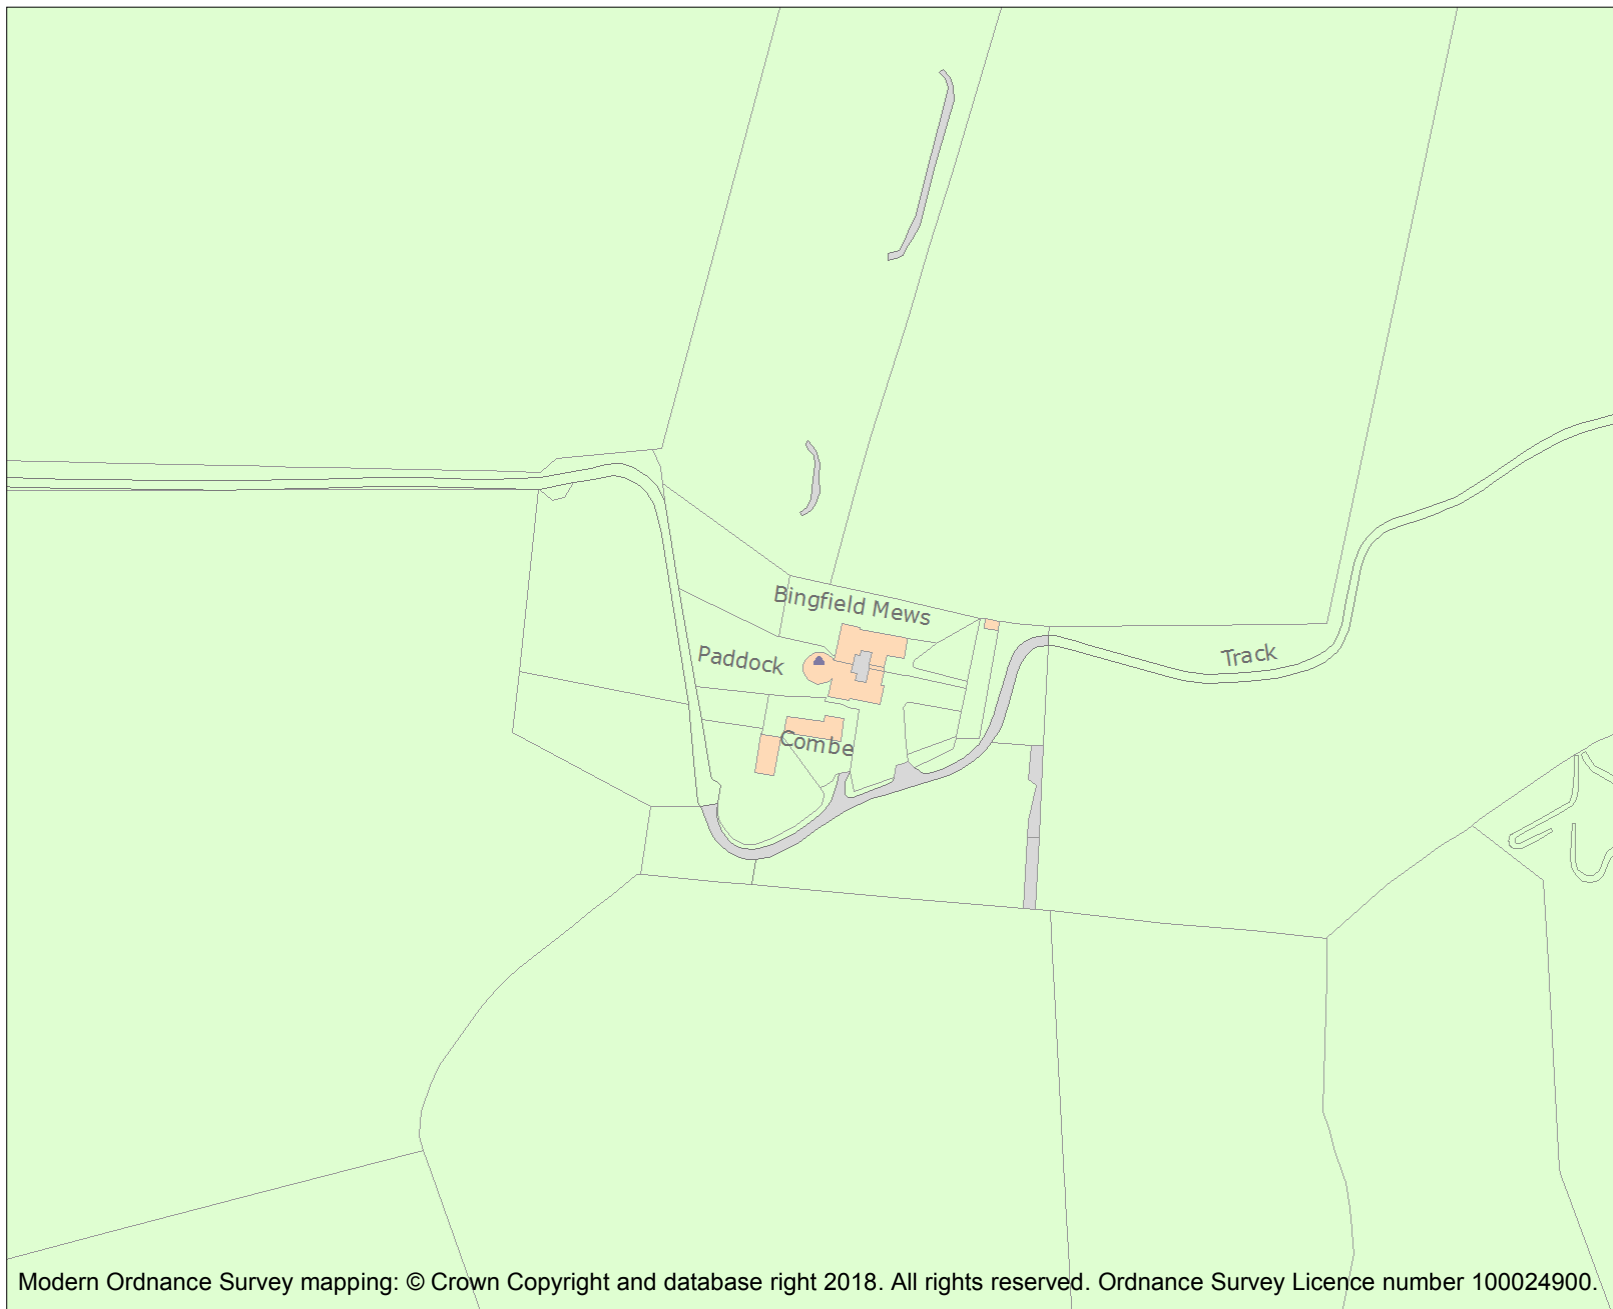 Bingfield Mews
Paddock
Track
Combe
Modern Ordnance Survey mapping: © Crown Copyright and database right 2018. All rights reserved. Ordnance Survey Licence number 100024900.